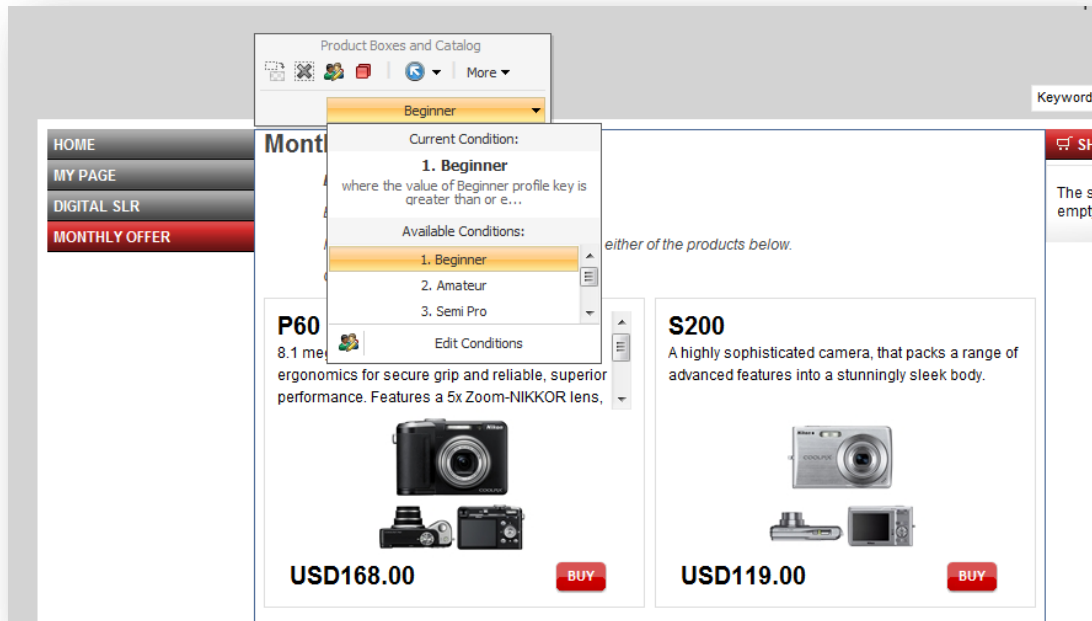 Product Boxes and Catalog
More
Beginner
Keyword
HOME
MY PAGE
DIGITAL SLR
MONTHLY OFFER
Current Condition:
1. Beginner
where the value of Beginner profile key is
greater than or e...
Available Conditions:
1. Beginner
2. Amateur
3. Semi Pro
Edit Conditions
either of the products below.
P60
8.1
ergonomics for secure grip and reliable, superior
performance. Features a 5x Zoom-NIKKOR lens,
USD168.00
BUY
S200
A highly sophisticated camera, that packs a range of
advanced features into a stunningly sleek body.
Nikon
COOLPIX
USD119.00
BUY
The